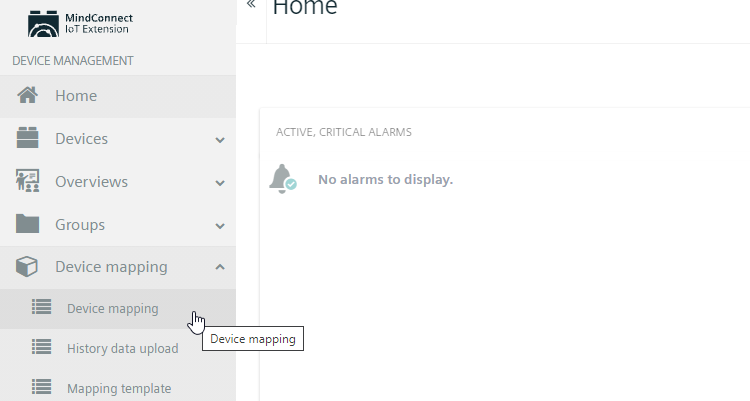 MindConnect
IoT Extension
DEVICE MANAGEMENT
Home
Devices
Overviews
Groups
Device mapping
Device mapping
History data upload
Mapping template
Device mapping
«
Home
ACTIVE, CRITICAL ALARMS
No alarms to display.